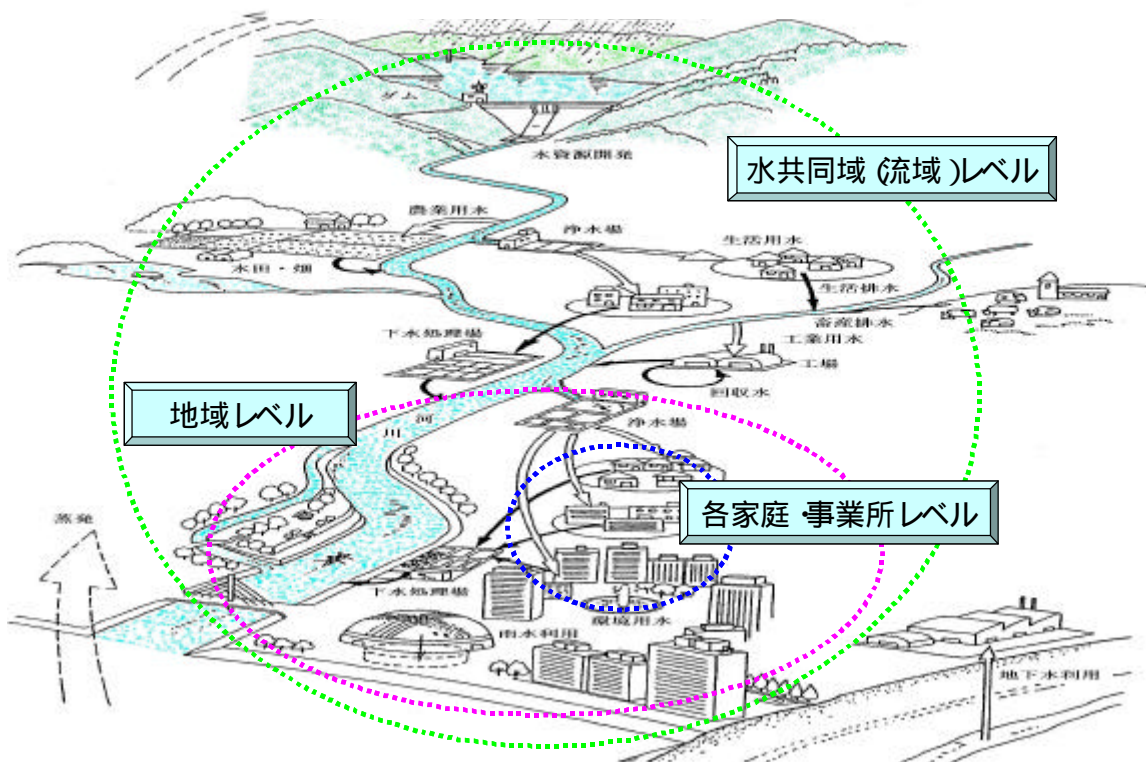 ダム
水資源開発
水共同域（流域）レベル
農業用水
浄水場
生活用水
水田・畑
生活排水
畜産排水
下水処理場
工業用水
工場
回収水
地域レベル
河川
浄水場
各家庭・事業所レベル
蒸発
下水処理場
環境用水
雨水利用
地下水利用